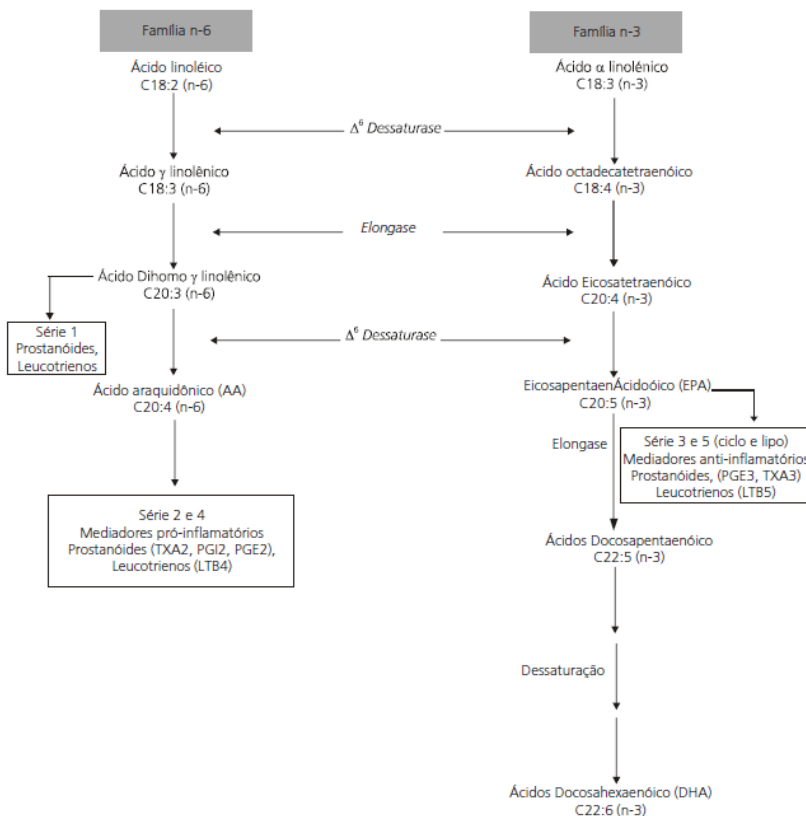 Família n-6
Família n-3
Ácido linoléico
C18:2 (n-6)
Ácido α linolênico
C18:3 (n-3)
Δ⁶ Dessaturase
Ácido γ linolênico
C18:3 (n-6)
Ácido octadecatetraenóico
C18:4 (n-3)
Elongase
Ácido Dihomo γ linolênico
C20:3 (n-6)
Ácido Eicosatetraenóico
C20:4 (n-3)
Série 1
Prostanóides,
Leucotrienos
Δ⁶ Dessaturase
Ácido araquidônico (AA)
C20:4 (n-6)
EicosapentaenÁcidoóico (EPA)
C20:5 (n-3)
Elongase
Série 3 e 5 (ciclo e lipo)
Mediadores anti-inflamatórios
Prostanóides, (PGE3, TXA3)
Leucotrienos (LTB5)
Série 2 e 4
Mediadores pró-inflamatórios
Prostanóides (TXA2, PGI2, PGE2),
Leucotrienos (LTB4)
Ácidos Docosapentaenóico
C22:5 (n-3)
Dessaturação
Ácidos Docosahexaenóico (DHA)
C22:6 (n-3)